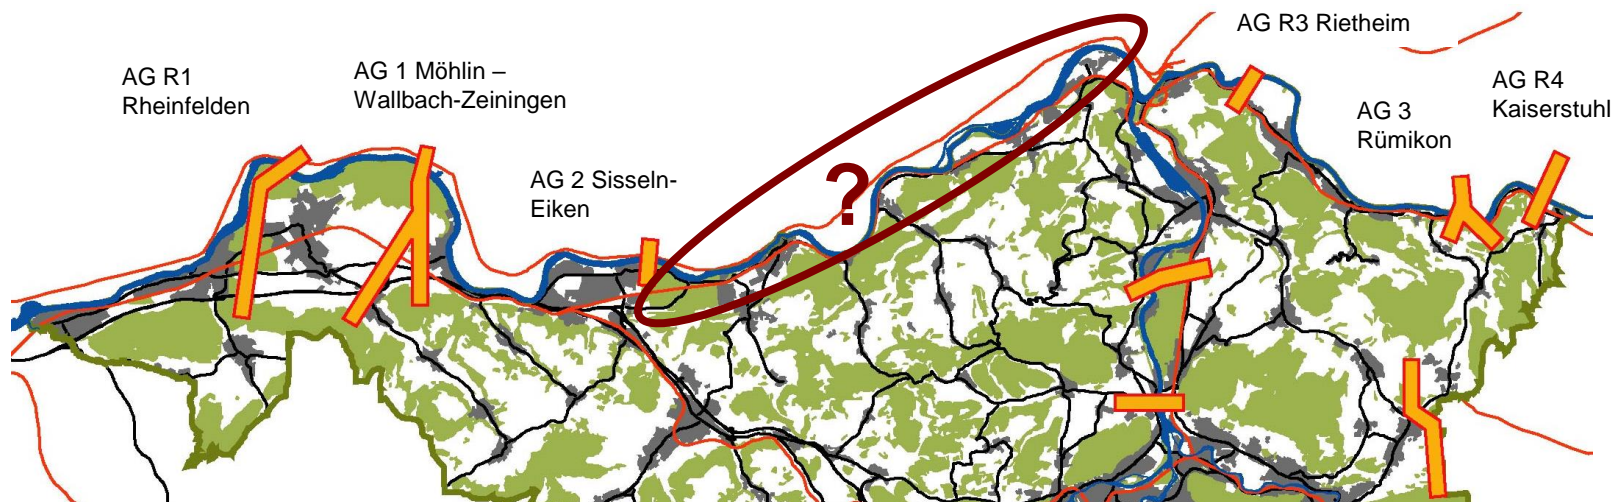 AG R1
Rheinfelden
AG 1 Möhlin –
Wallbach-Zeiningen
AG 2 Sisseln-
Eiken
?
AG R3 Rietheim
AG 3
Rümikon
AG R4
Kaiserstuhl